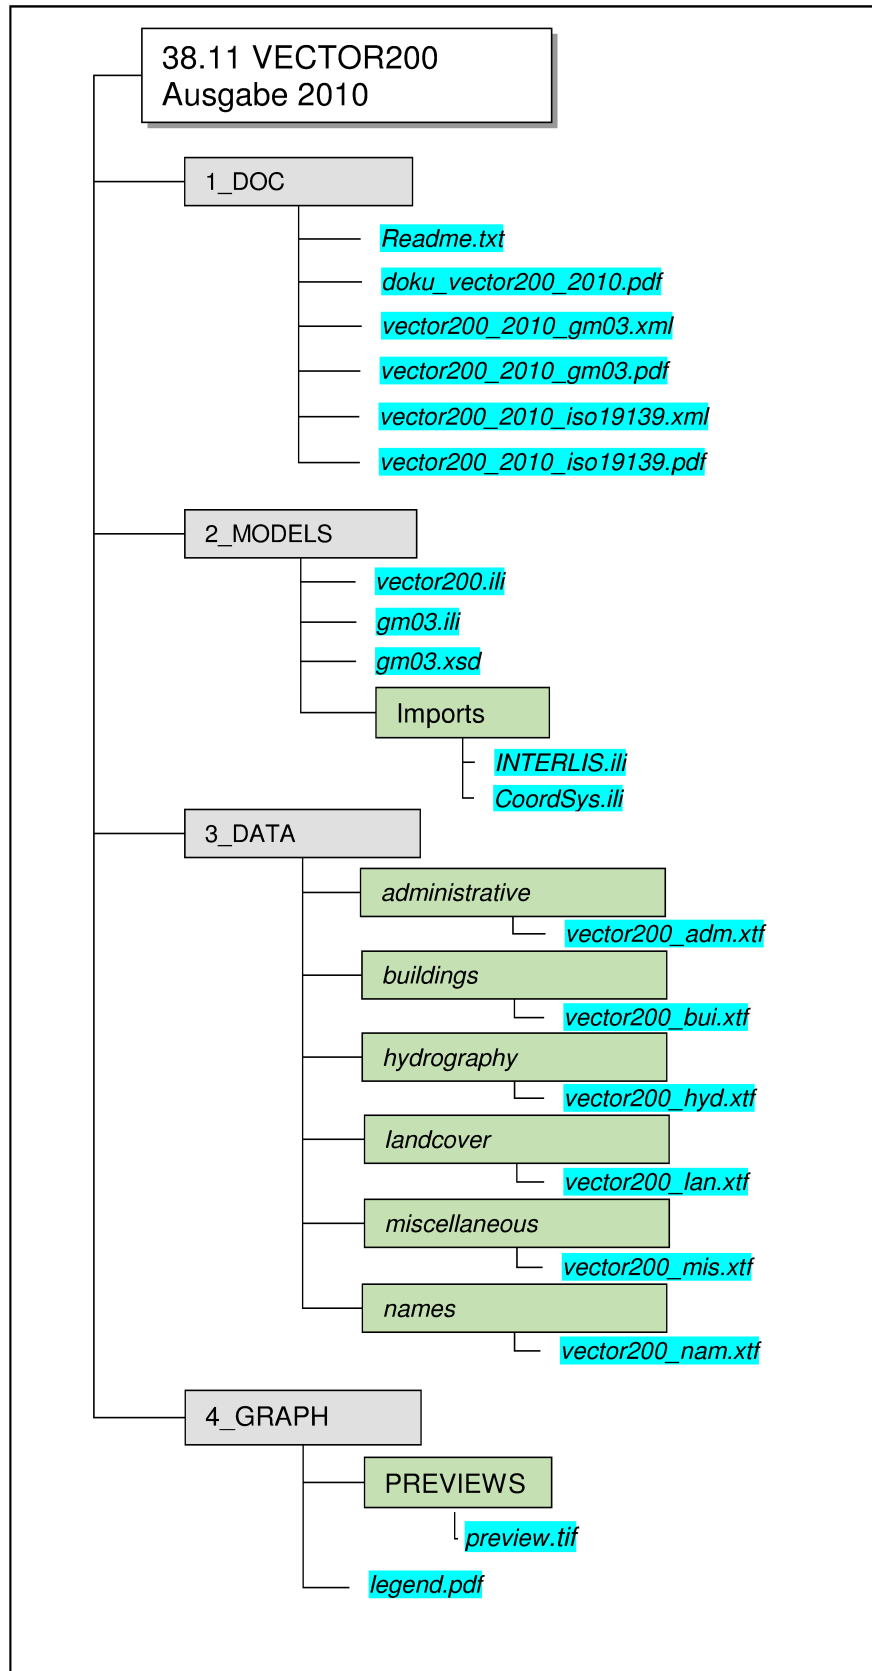 38.11 VECTOR200
Ausgabe 2010
1_DOC
Readme.txt
doku_vector200_2010.pdf
vector200_2010_gm03.xml
vector200_2010_gm03.pdf
vector200_2010_iso19139.xml
vector200_2010_iso19139.pdf
2_MODELS
vector200.ili
gm03.ili
gm03.xsd
Imports
INTERLIS.ili
CoordSys.ili
3_DATA
administrative
vector200_adm.xtf
buildings
vector200_bui.xtf
hydrography
vector200_hyd.xtf
landcover
vector200_lan.xtf
miscellaneous
vector200_mis.xtf
names
vector200_nam.xtf
4_GRAPH
PREVIEWS
preview.tif
legend.pdf